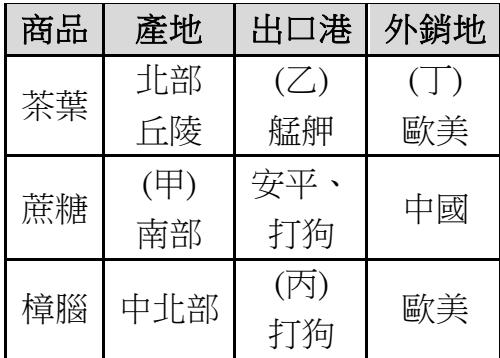 商品 產地 出口港 外銷地
茶葉 北部丘陵 (乙)艋舺 (丁)歐美
蔗糖 (甲)南部 安平、打狗 中國
樟腦 中北部 (丙)打狗 歐美